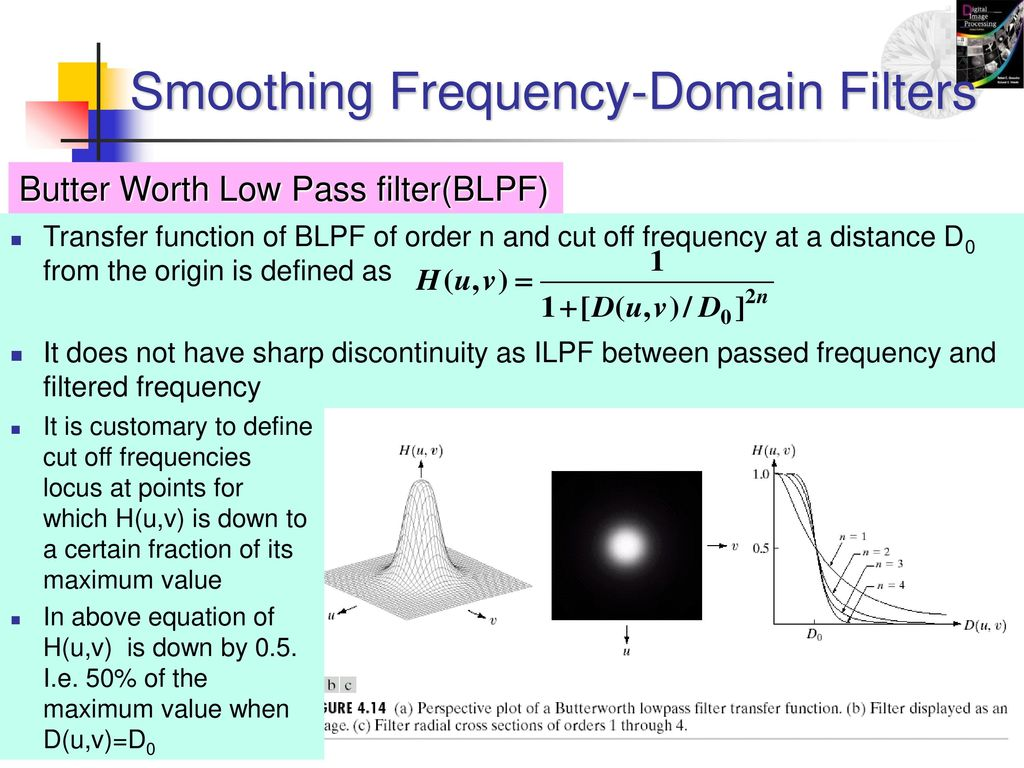 Digital
Image
Processing
Smoothing Frequency-Domain Filters
Butter Worth Low Pass filter(BLPF)
Transfer function of BLPF of order n and cut off frequency at a distance D₀
from the origin is defined as H(u,v) = 1 / 1+[D(u,v)/D₀]²ⁿ
It does not have sharp discontinuity as ILPF between passed frequency and
filtered frequency
It is customary to define
cut off frequencies
locus at points for
which H(u,v) is down to
a certain fraction of its
maximum value
In above equation of
H(u,v) is down by 0.5.
I.e. 50% of the
maximum value when
D(u,v)=D₀
H(u, v)
u
v
v
u
H(u, v)
1.0
0.5
n = 1
n = 2
n = 3
n = 4
D₀
D(u, v)
b c
GURE 4.14 (a) Perspective plot of a Butterworth lowpass filter transfer function. (b) Filter displayed as an
age. (c) Filter radial cross sections of orders 1 through 4.